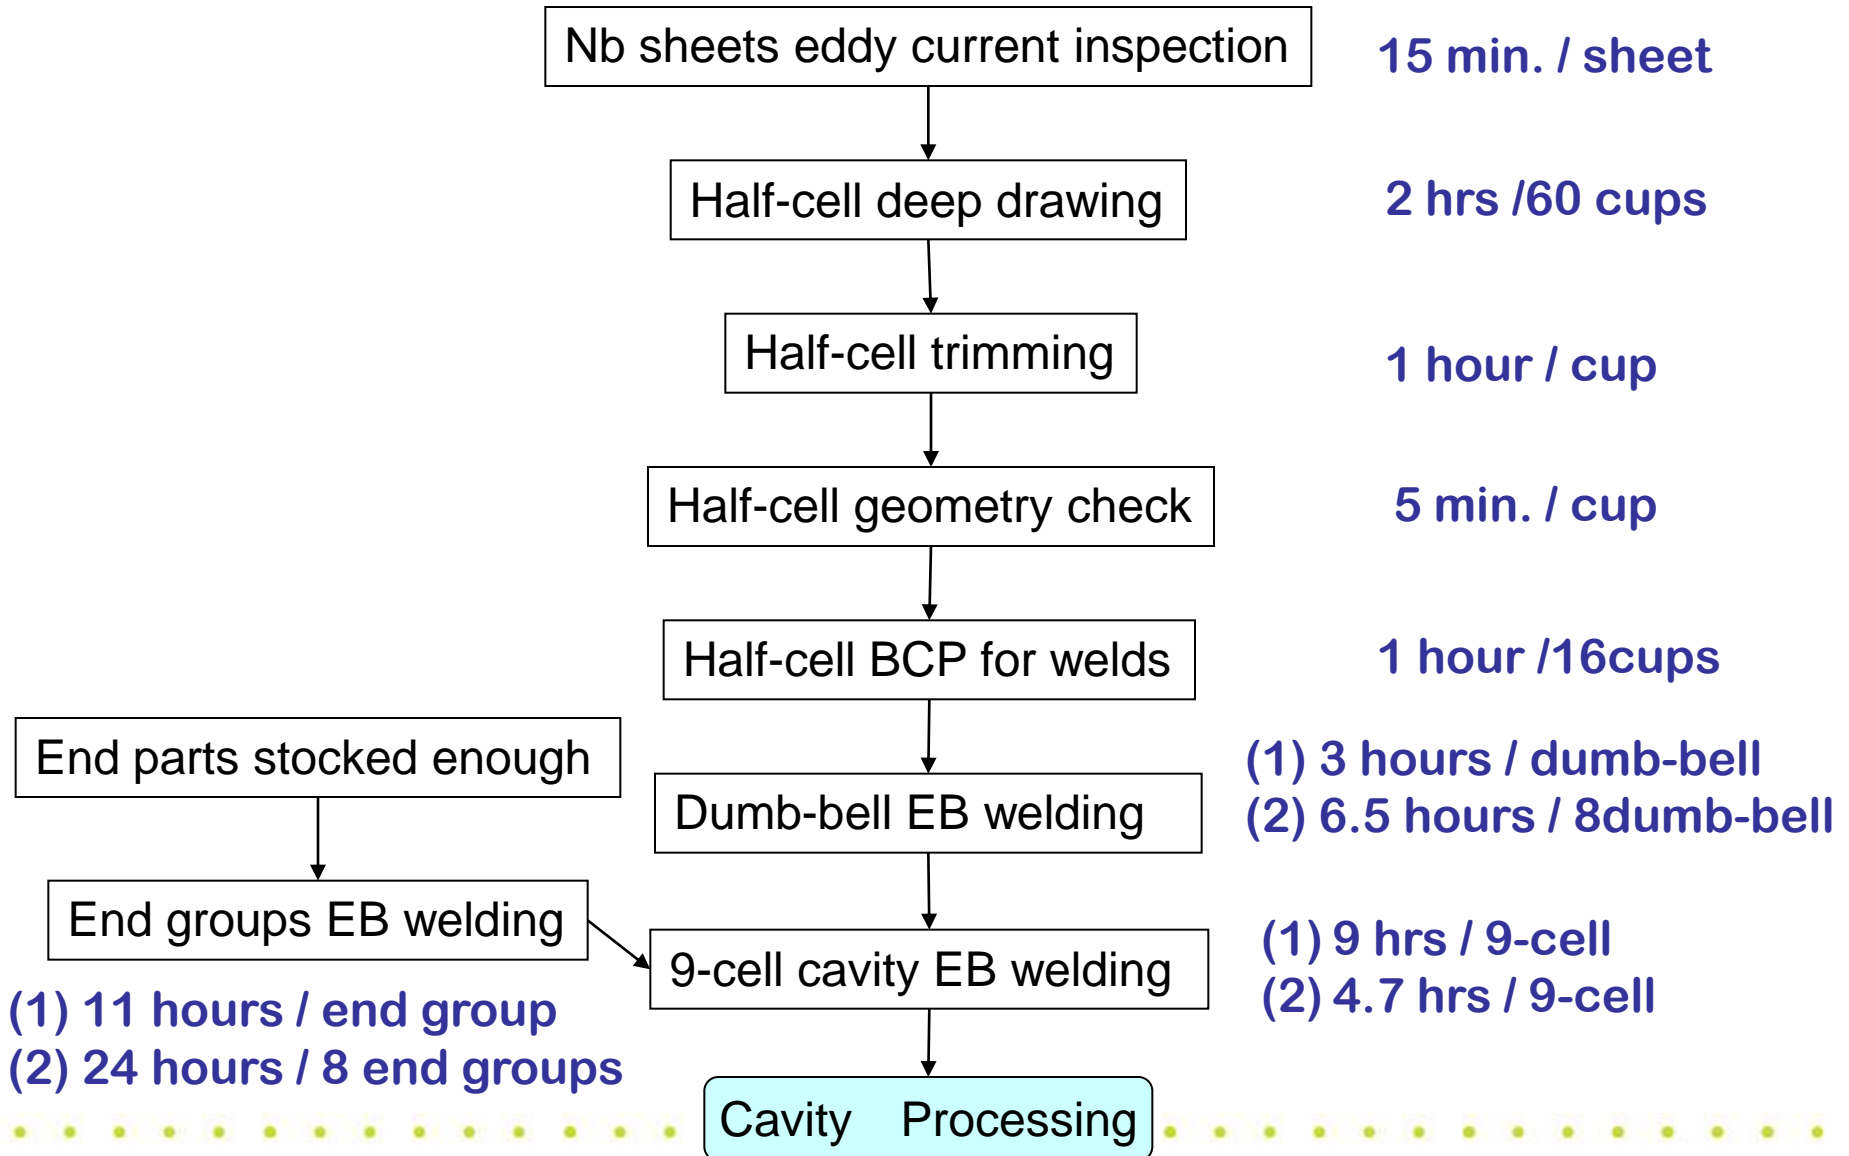 Nb sheets eddy current inspection
15 min. / sheet
Half-cell deep drawing
2 hrs /60 cups
Half-cell trimming
1 hour / cup
Half-cell geometry check
5 min. / cup
Half-cell BCP for welds
1 hour /16cups
End parts stocked enough
Dumb-bell EB welding
(1) 3 hours / dumb-bell
(2) 6.5 hours / 8dumb-bell
End groups EB welding
(1) 11 hours / end group
(2) 24 hours / 8 end groups
9-cell cavity EB welding
(1) 9 hrs / 9-cell
(2) 4.7 hrs / 9-cell
Cavity Processing